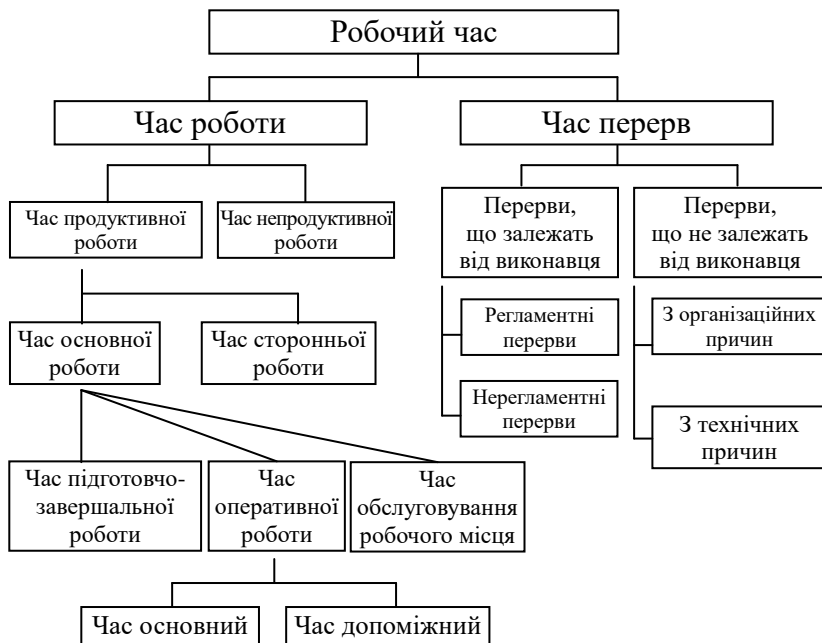 Робочий час
Час роботи
Час перерв
Час продуктивної
роботи
Час непродуктивної
роботи
Перерви,
що залежать
від виконавця
Перерви,
що не залежать
від виконавця
Час основної
роботи
Час сторонньої
роботи
Регламентні
перерви
З організаційних
причин
Нерегламентні
перерви
З технічних
причин
Час підготовчо-
завершальної
роботи
Час
оперативної
роботи
Час
обслуговування
робочого місця
Час основний
Час допоміжний